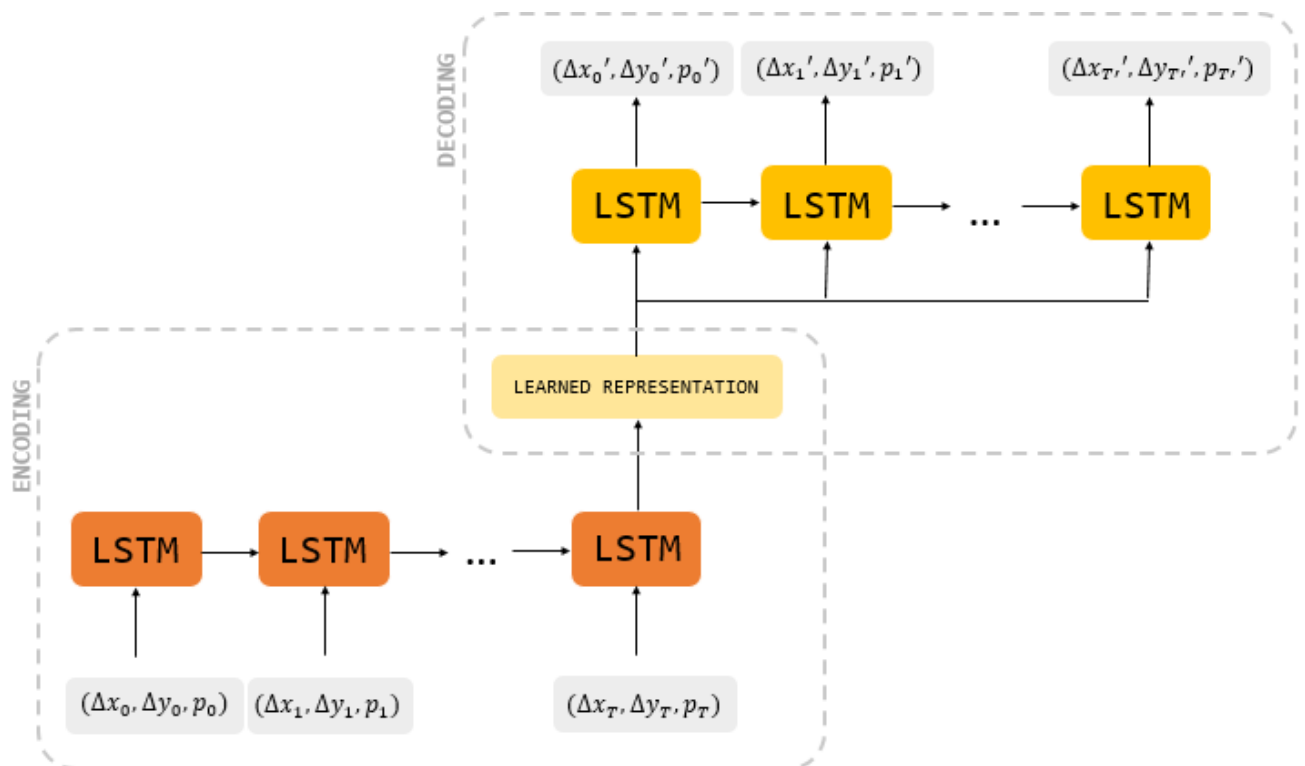 DECODING
(Δx₀′, Δy₀′, p₀′) (Δx₁′, Δy₁′, p₁′) (Δx_T′′, Δy_T′′, p_T′′)
LSTM LSTM ... LSTM
LEARNED REPRESENTATION
ENCODING
LSTM LSTM ... LSTM
(Δx₀, Δy₀, p₀) (Δx₁, Δy₁, p₁) (Δx_T, Δy_T, p_T)